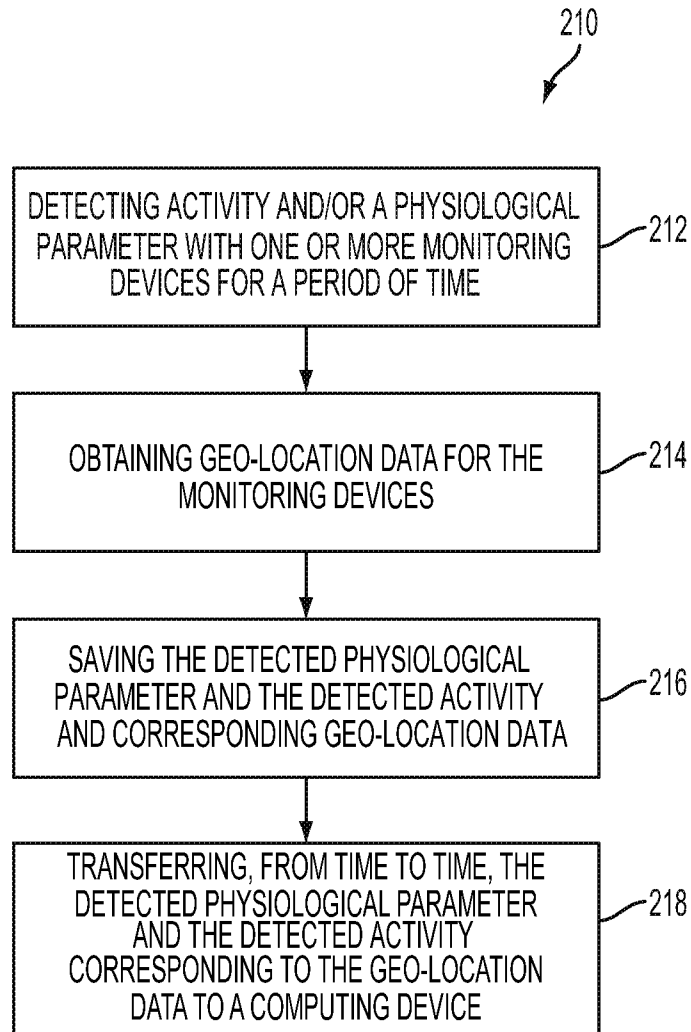 210
DETECTING ACTIVITY AND/OR A PHYSIOLOGICAL
PARAMETER WITH ONE OR MORE MONITORING
DEVICES FOR A PERIOD OF TIME
212
OBTAINING GEO-LOCATION DATA FOR THE
MONITORING DEVICES
214
SAVING THE DETECTED PHYSIOLOGICAL
PARAMETER AND THE DETECTED ACTIVITY
AND CORRESPONDING GEO-LOCATION DATA
216
TRANSFERRING, FROM TIME TO TIME, THE
DETECTED PHYSIOLOGICAL PARAMETER
AND THE DETECTED ACTIVITY
CORRESPONDING TO THE GEO-LOCATION
DATA TO A COMPUTING DEVICE
218